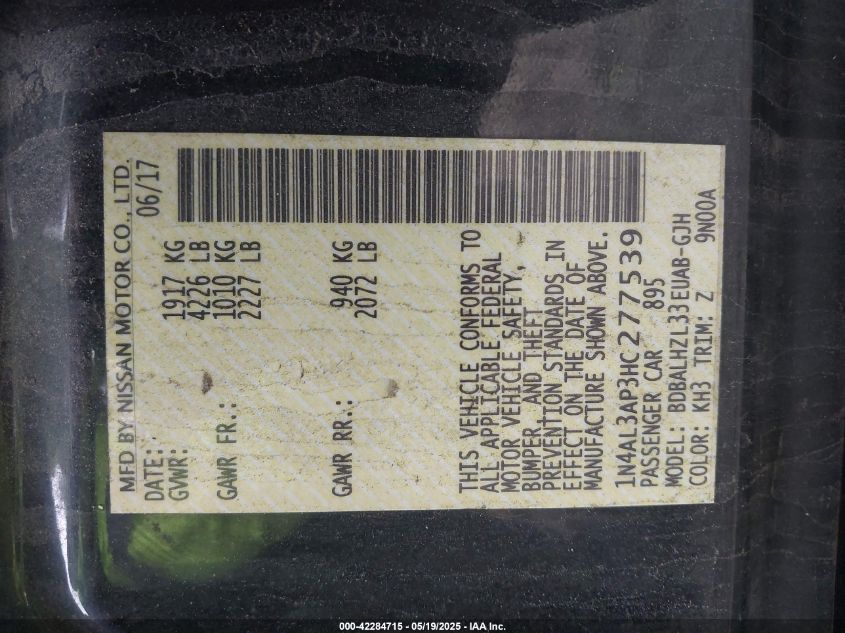 MFD BY NISSAN MOTOR CO., LTD.
DATE: 06/17
GVWR: 1917 KG
4226 LB
GAWR FR.: 1010 KG
2227 LB
GAWR RR.: 940 KG
2072 LB
THIS VEHICLE CONFORMS TO
ALL APPLICABLE FEDERAL
MOTOR VEHICLE SAFETY,
BUMPER AND THEFT
PREVENTION STANDARDS IN
EFFECT ON THE DATE OF
MANUFACTURE SHOWN ABOVE.
1N4AL3AP3HC277539
PASSENGER CAR 895
MODEL: BDBALHZL33EUAB-GJH
COLOR: KH3 TRIM: Z 9N00A
000-42284715 - 05/19/2025 - IAA Inc.